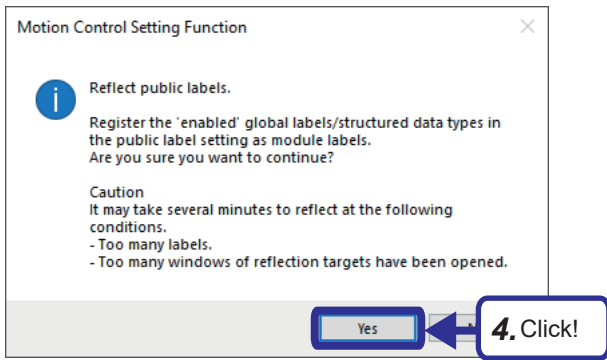 Motion Control Setting Function
Reflect public labels.
Register the 'enabled' global labels/structured data types in
the public label setting as module labels.
Are you sure you want to continue?
Caution
It may take several minutes to reflect at the following
conditions.
- Too many labels.
- Too many windows of reflection targets have been opened.
Yes
4. Click!